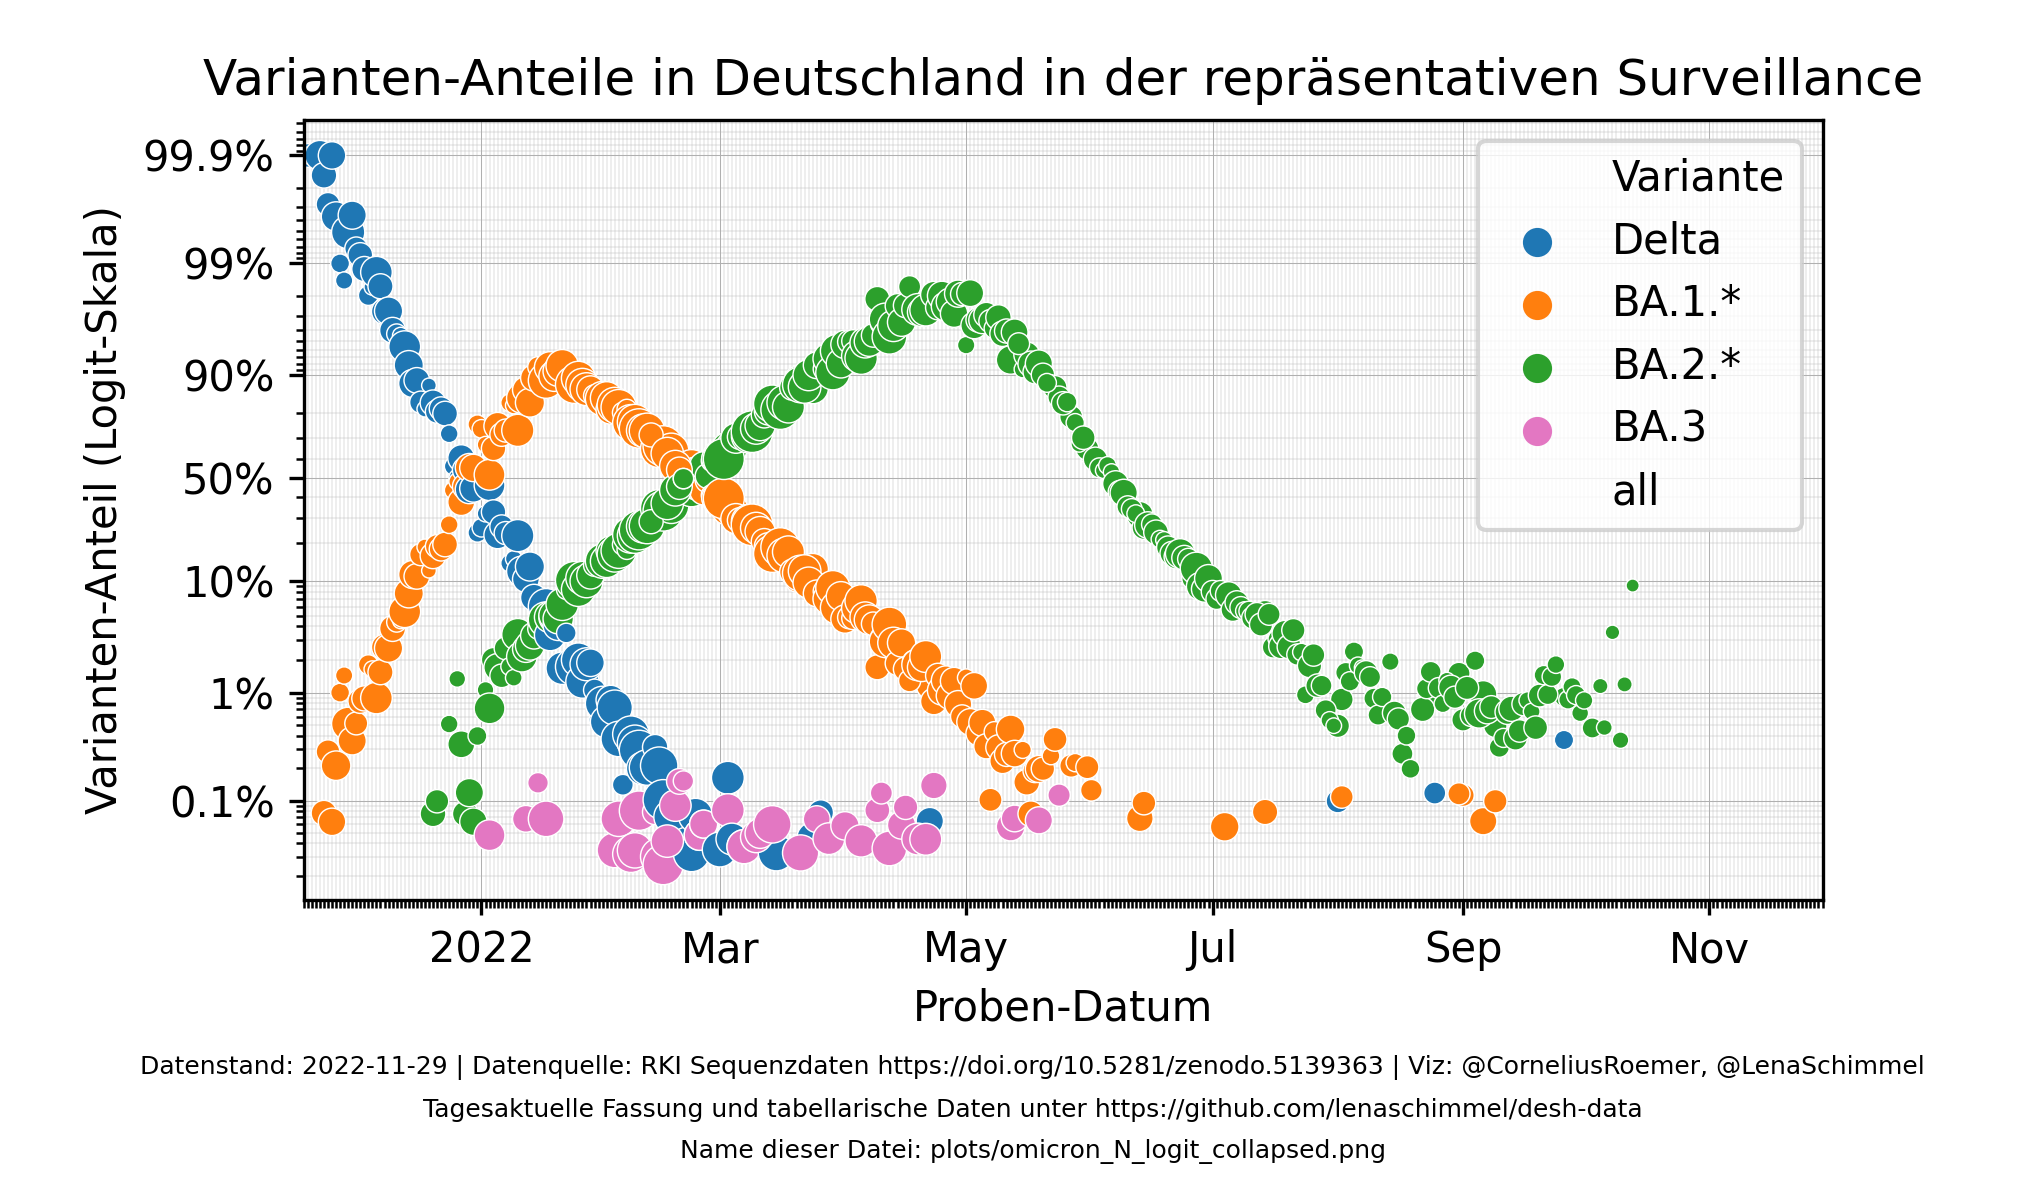 Varianten-Anteile in Deutschland in der repräsentativen Surveillance
Varianten-Anteil (Logit-Skala)
99.9%
99%
90%
50%
10%
1%
0.1%
Variante
Delta
BA.1.*
BA.2.*
BA.3
all
2022
Mar
May
Jul
Sep
Nov
Proben-Datum
Datenstand: 2022-11-29 | Datenquelle: RKI Sequenzdaten https://doi.org/10.5281/zenodo.5139363 | Viz: @CorneliusRoemer, @LenaSchimmel
Tagesaktuelle Fassung und tabellarische Daten unter https://github.com/lenaschimmel/desh-data
Name dieser Datei: plots/omicron_N_logit_collapsed.png